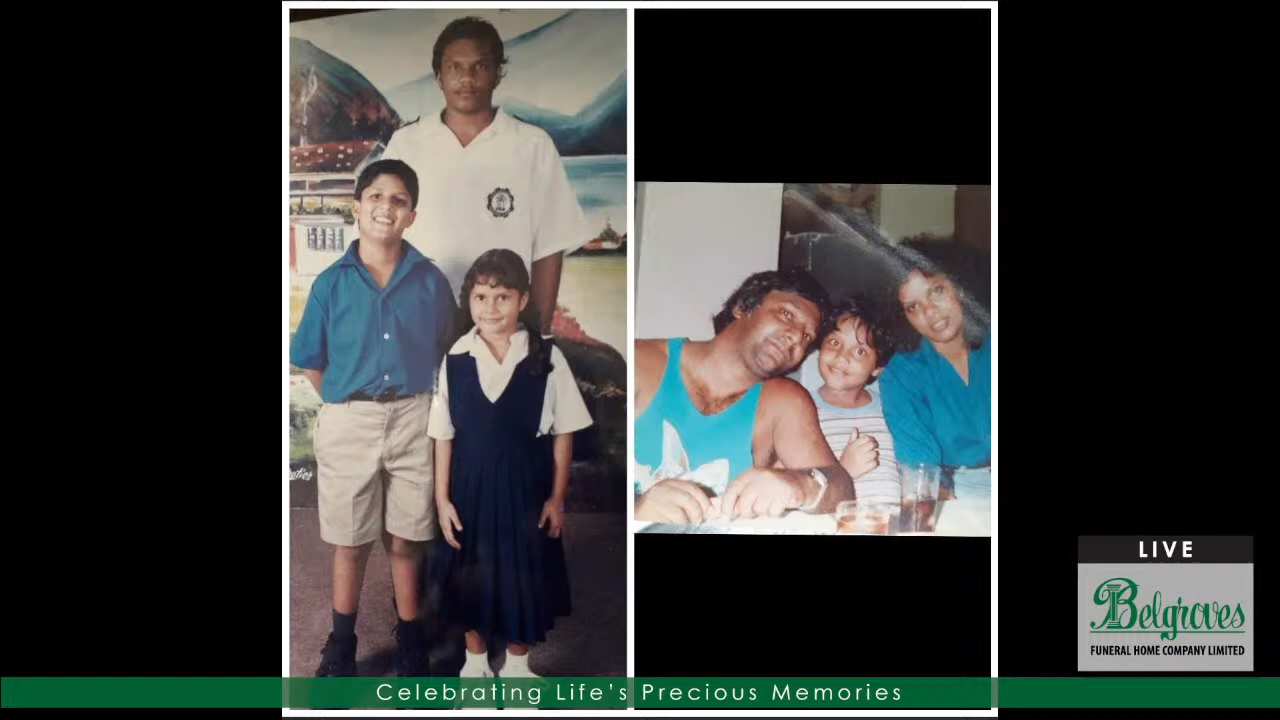 LIVE
Belgroves
FUNERAL HOME COMPANY LIMITED
Celebrating Life's Precious Memories